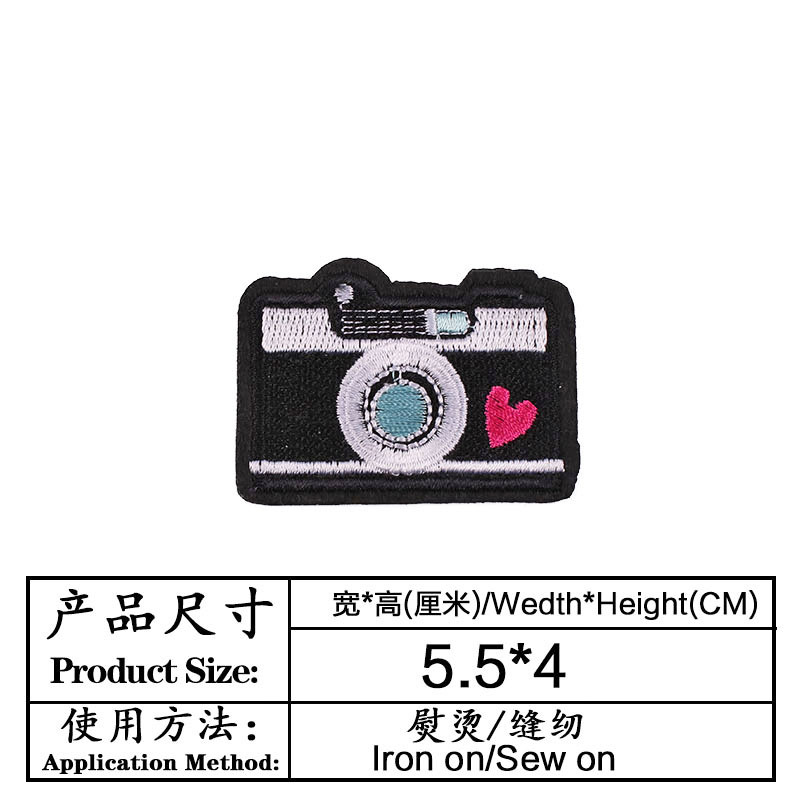 产品尺寸
Product Size:
宽*高(厘米)/Wedth*Height(CM)
5.5*4
使用方法：
Application Method:
熨烫/缝纫
Iron on/Sew on